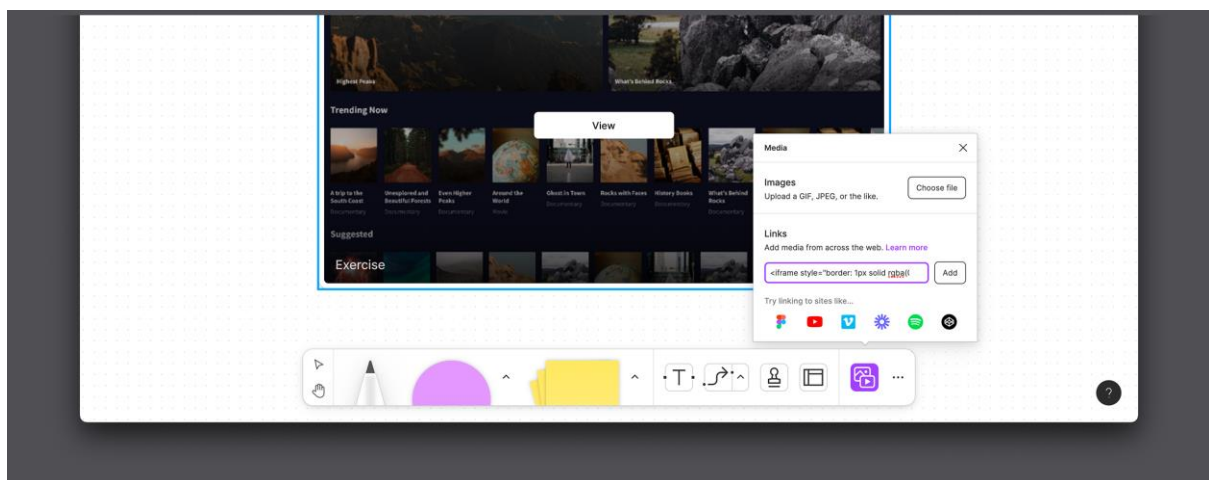 Highest Peaks
What's Behind Rocks
Trending Now
View
A trip to the
South Coast
Documentary
Unexplored and
Beautiful Forests
Documentary
Even Higher
Peaks
Documentary
Around the
World
Movie
Ghost in Town
Documentary
Rocks with Faces
Documentary
History Books
Documentary
What's Behind
Rocks
Documentary
Suggested
Exercise
Media
Images
Upload a GIF, JPEG, or the like.
Choose file
Links
Add media from across the web. Learn more
<iframe style="border: 1px solid rgba(
Add
Try linking to sites like...
T
?